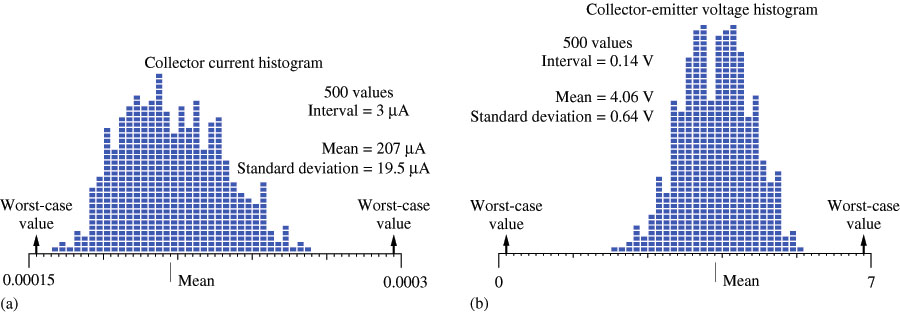 Collector current histogram
500 values
Interval = 3 μA
Mean = 207 μA
Standard deviation = 19.5 μA
Worst-case
value
Worst-case
value
0.00015
Mean
0.0003
(a)
Collector-emitter voltage histogram
500 values
Interval = 0.14 V
Mean = 4.06 V
Standard deviation = 0.64 V
Worst-case
value
Worst-case
value
0
Mean
7
(b)